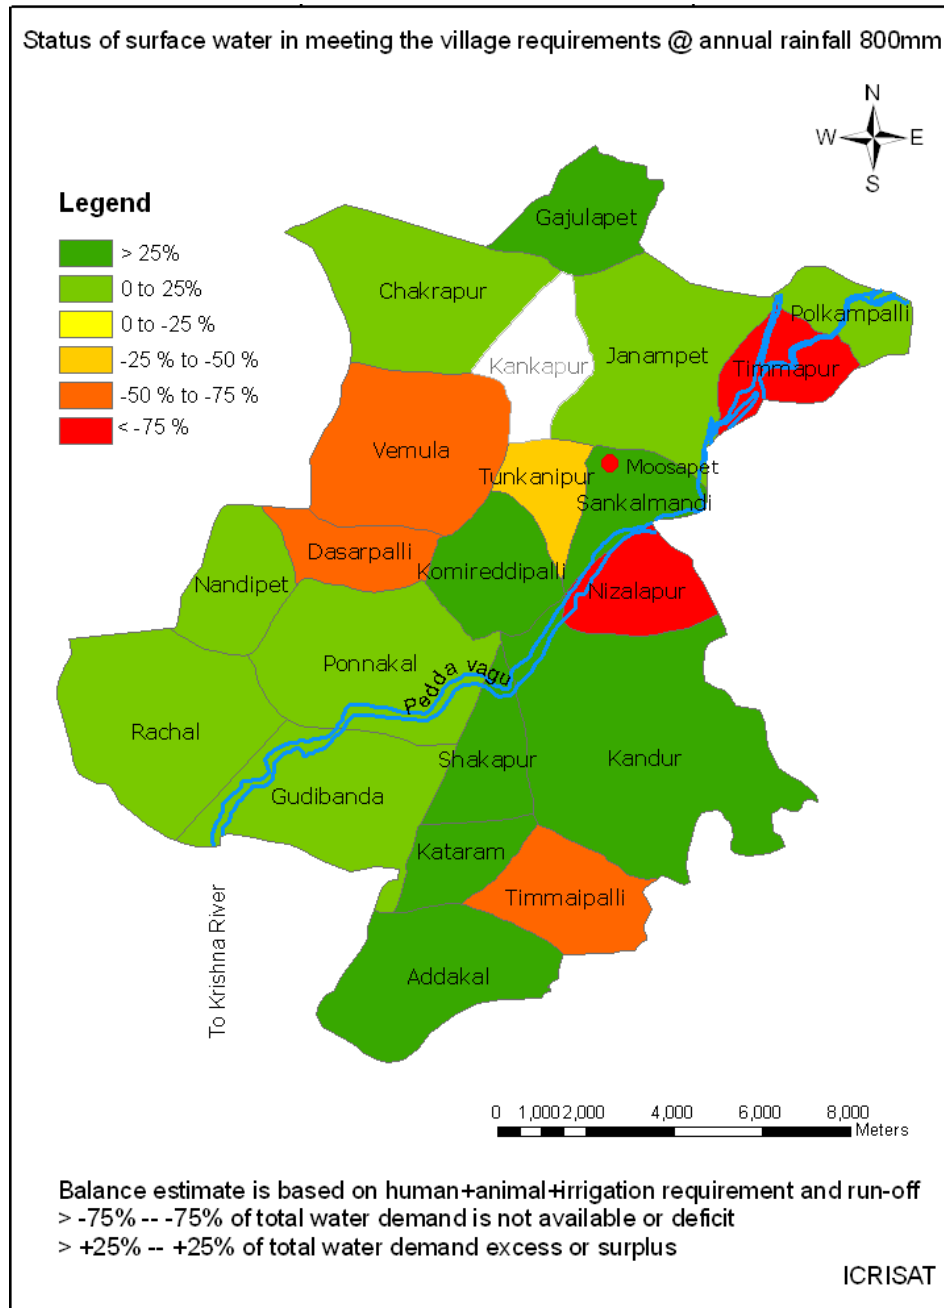 Status of surface water in meeting the village requirements @ annual rainfall 800mm
N
W E
S
Legend
> 25%
0 to 25%
0 to -25 %
-25 % to -50 %
-50 % to -75 %
< -75 %
Gajulapet
Chakrapur
Kankapur
Janampet
Polkampalli
Timmapur
Vemula
Tunkanipur
Moosapet
Sankalmandi
Dasarpalli
Komireddipalli
Nizalapur
Nandipet
Ponnakal
Pedda vagu
Rachal
Shakapur
Kandur
Gudibanda
Kataram
Timmaipalli
Addakal
To Krishna River
0 1,000 2,000 4,000 6,000 8,000
Meters
Balance estimate is based on human+animal+irrigation requirement and run-off
> -75% -- -75% of total water demand is not available or deficit
> +25% -- +25% of total water demand excess or surplus
ICRISAT